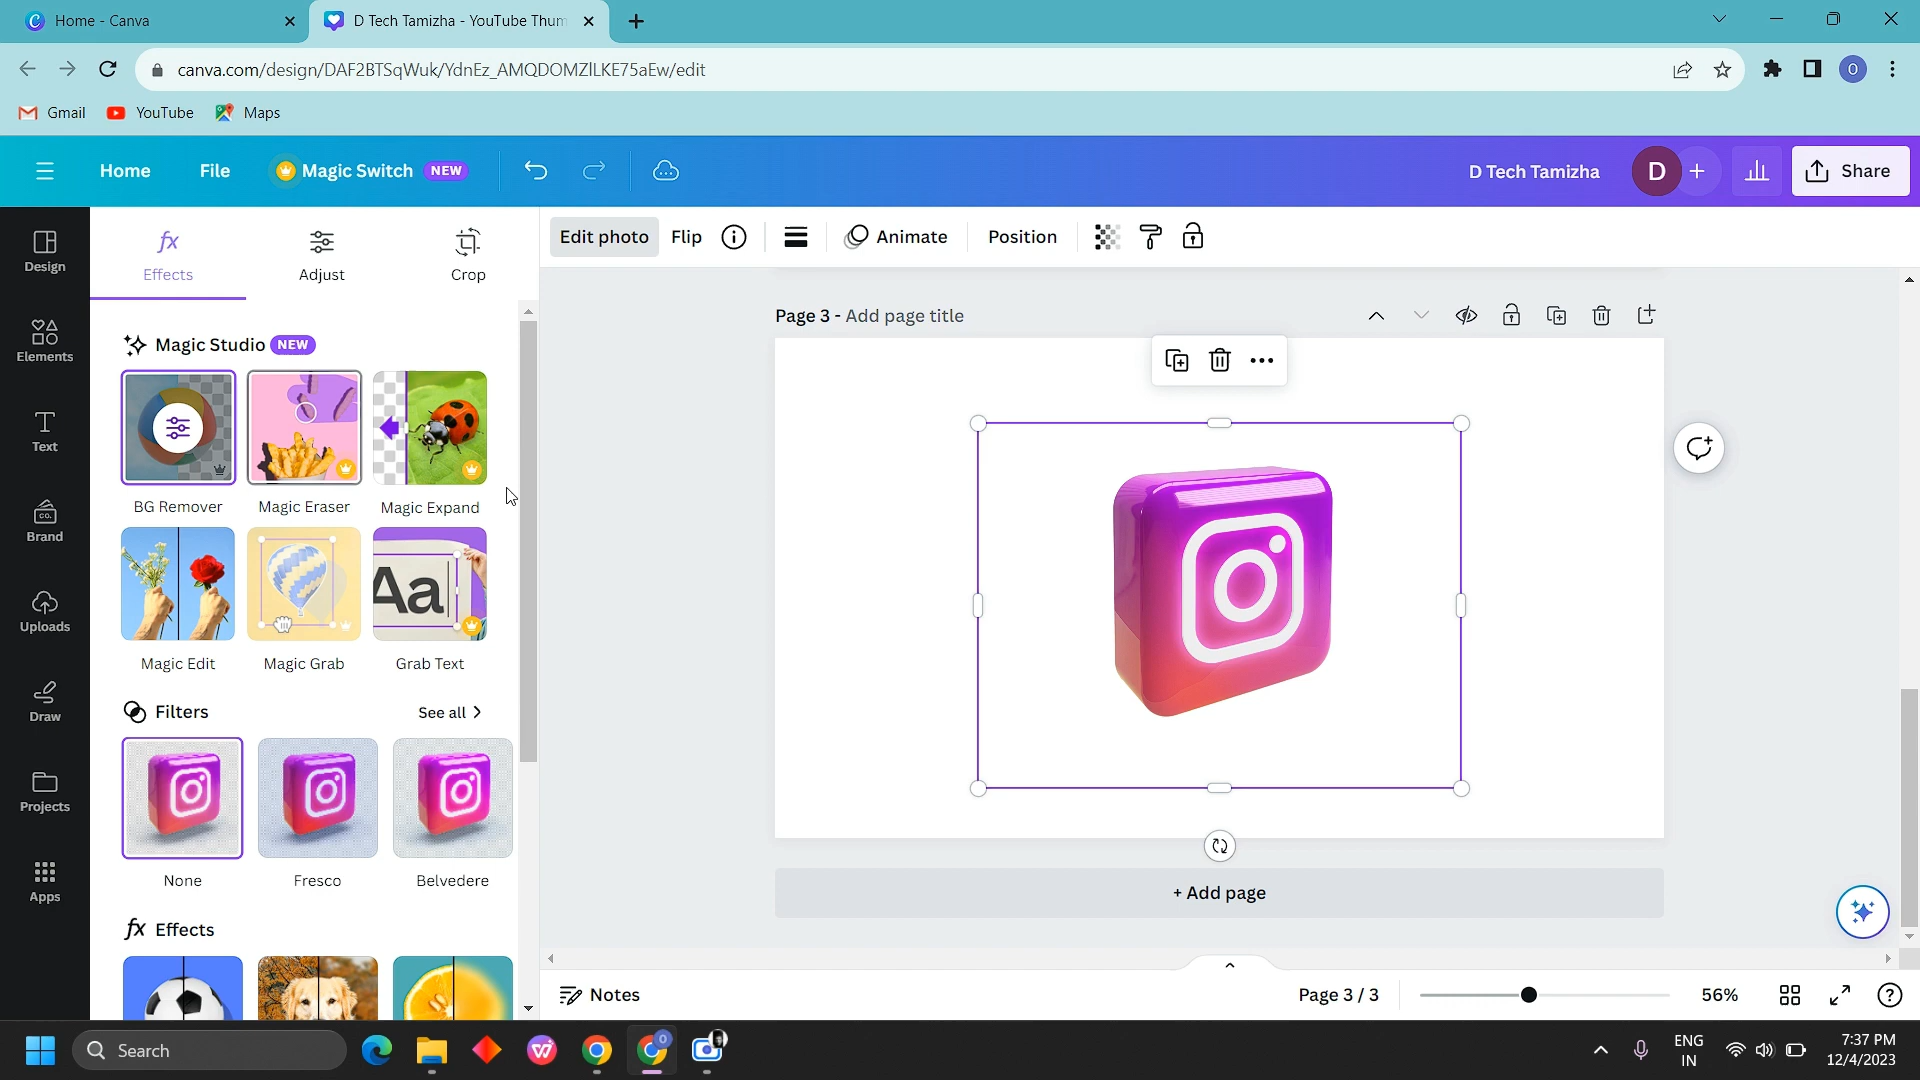 Home - Canva
D Tech Tamizha - YouTube Thum
canva.com/design/DAF2BTSqWuk/YdnEz_AMQDOMZlLKE75aEw/edit
O
Gmail
YouTube
Maps
Home
File
Magic Switch
NEW
D Tech Tamizha
D
Share
Design
Elements
Text
Brand
Uploads
Draw
Projects
Apps
Effects
Adjust
Crop
Edit photo
Flip
Animate
Position
Magic Studio
NEW
BG Remover
Magic Eraser
Magic Expand
Aa
Magic Edit
Magic Grab
Grab Text
Filters
See all
None
Fresco
Belvedere
fx Effects
Page 3 - Add page title
+ Add page
Notes
Page 3 / 3
56%
Search
ENG
IN
7:37 PM
12/4/2023